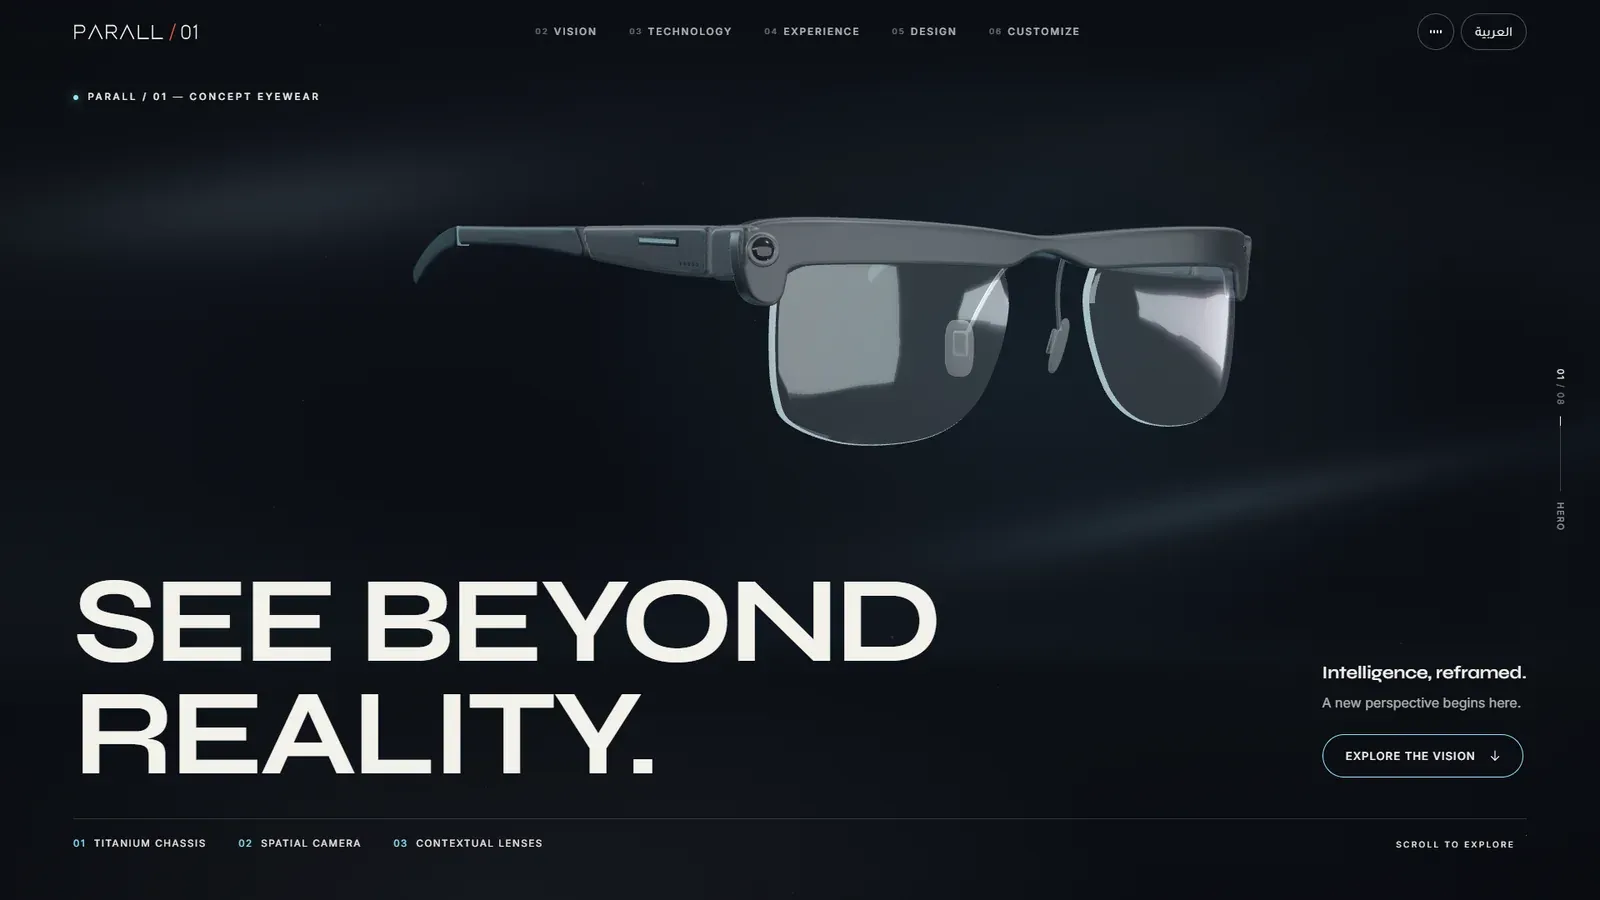 PARALL / 01
02 VISION
03 TECHNOLOGY
04 EXPERIENCE
05 DESIGN
06 CUSTOMIZE
العربية
PARALL / 01 — CONCEPT EYEWEAR
01 / 08
HERO
SEE BEYOND
REALITY.
Intelligence, reframed.
A new perspective begins here.
EXPLORE THE VISION ↓
01 TITANIUM CHASSIS
02 SPATIAL CAMERA
03 CONTEXTUAL LENSES
SCROLL TO EXPLORE